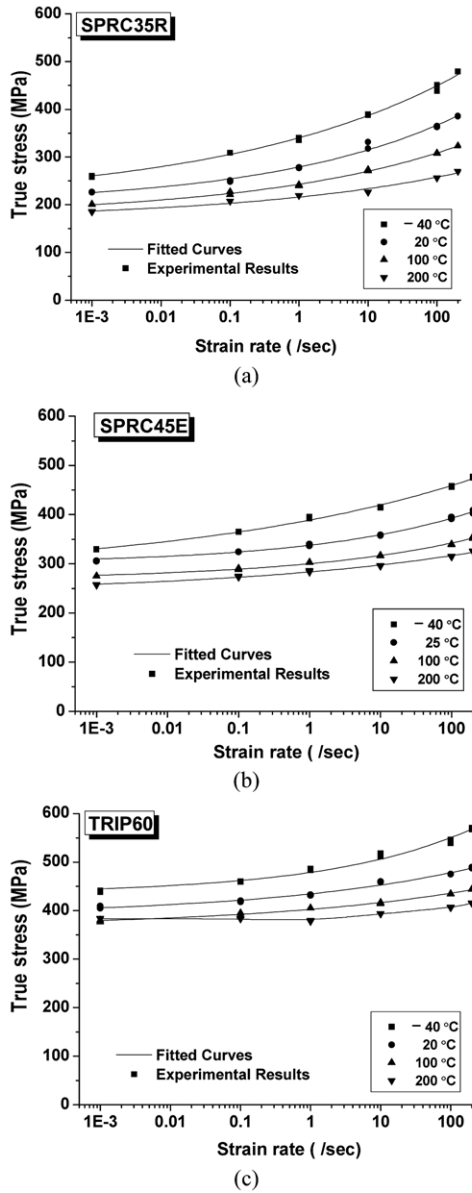 SPRC35R
True stress (MPa)
600
500
400
300
200
100
0
Fitted Curves
Experimental Results
− 40 °C
20 °C
100 °C
200 °C
1E-3 0.01 0.1 1 10 100
Strain rate ( /sec)
(a)
SPRC45E
True stress (MPa)
600
500
400
300
200
100
0
Fitted Curves
Experimental Results
− 40 °C
25 °C
100 °C
200 °C
1E-3 0.01 0.1 1 10 100
Strain rate ( /sec)
(b)
TRIP60
True stress (MPa)
600
500
400
300
200
100
0
Fitted Curves
Experimental Results
− 40 °C
20 °C
100 °C
200 °C
1E-3 0.01 0.1 1 10 100
Strain rate ( /sec)
(c)